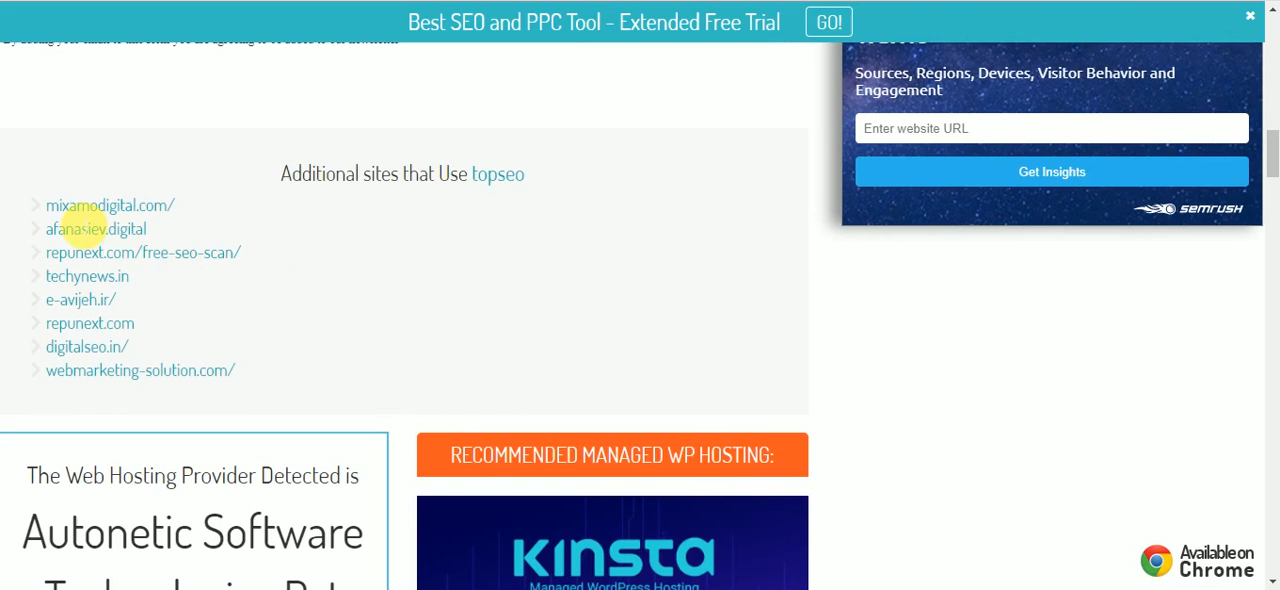 Best SEO and PPC Tool - Extended Free Trial GO!
Sources, Regions, Devices, Visitor Behavior and
Engagement
Enter website URL
Get Insights
semrush
Additional sites that Use topseo
mixamodigital.com/
afanasiev.digital
repunext.com/free-seo-scan/
techynews.in
e-avijeh.ir/
repunext.com
digitalseo.in/
webmarketing-solution.com/
The Web Hosting Provider Detected is
Autonetic Software
RECOMMENDED MANAGED WP HOSTING:
KINSTA
Managed WordPress Hosting
Available on
Chrome